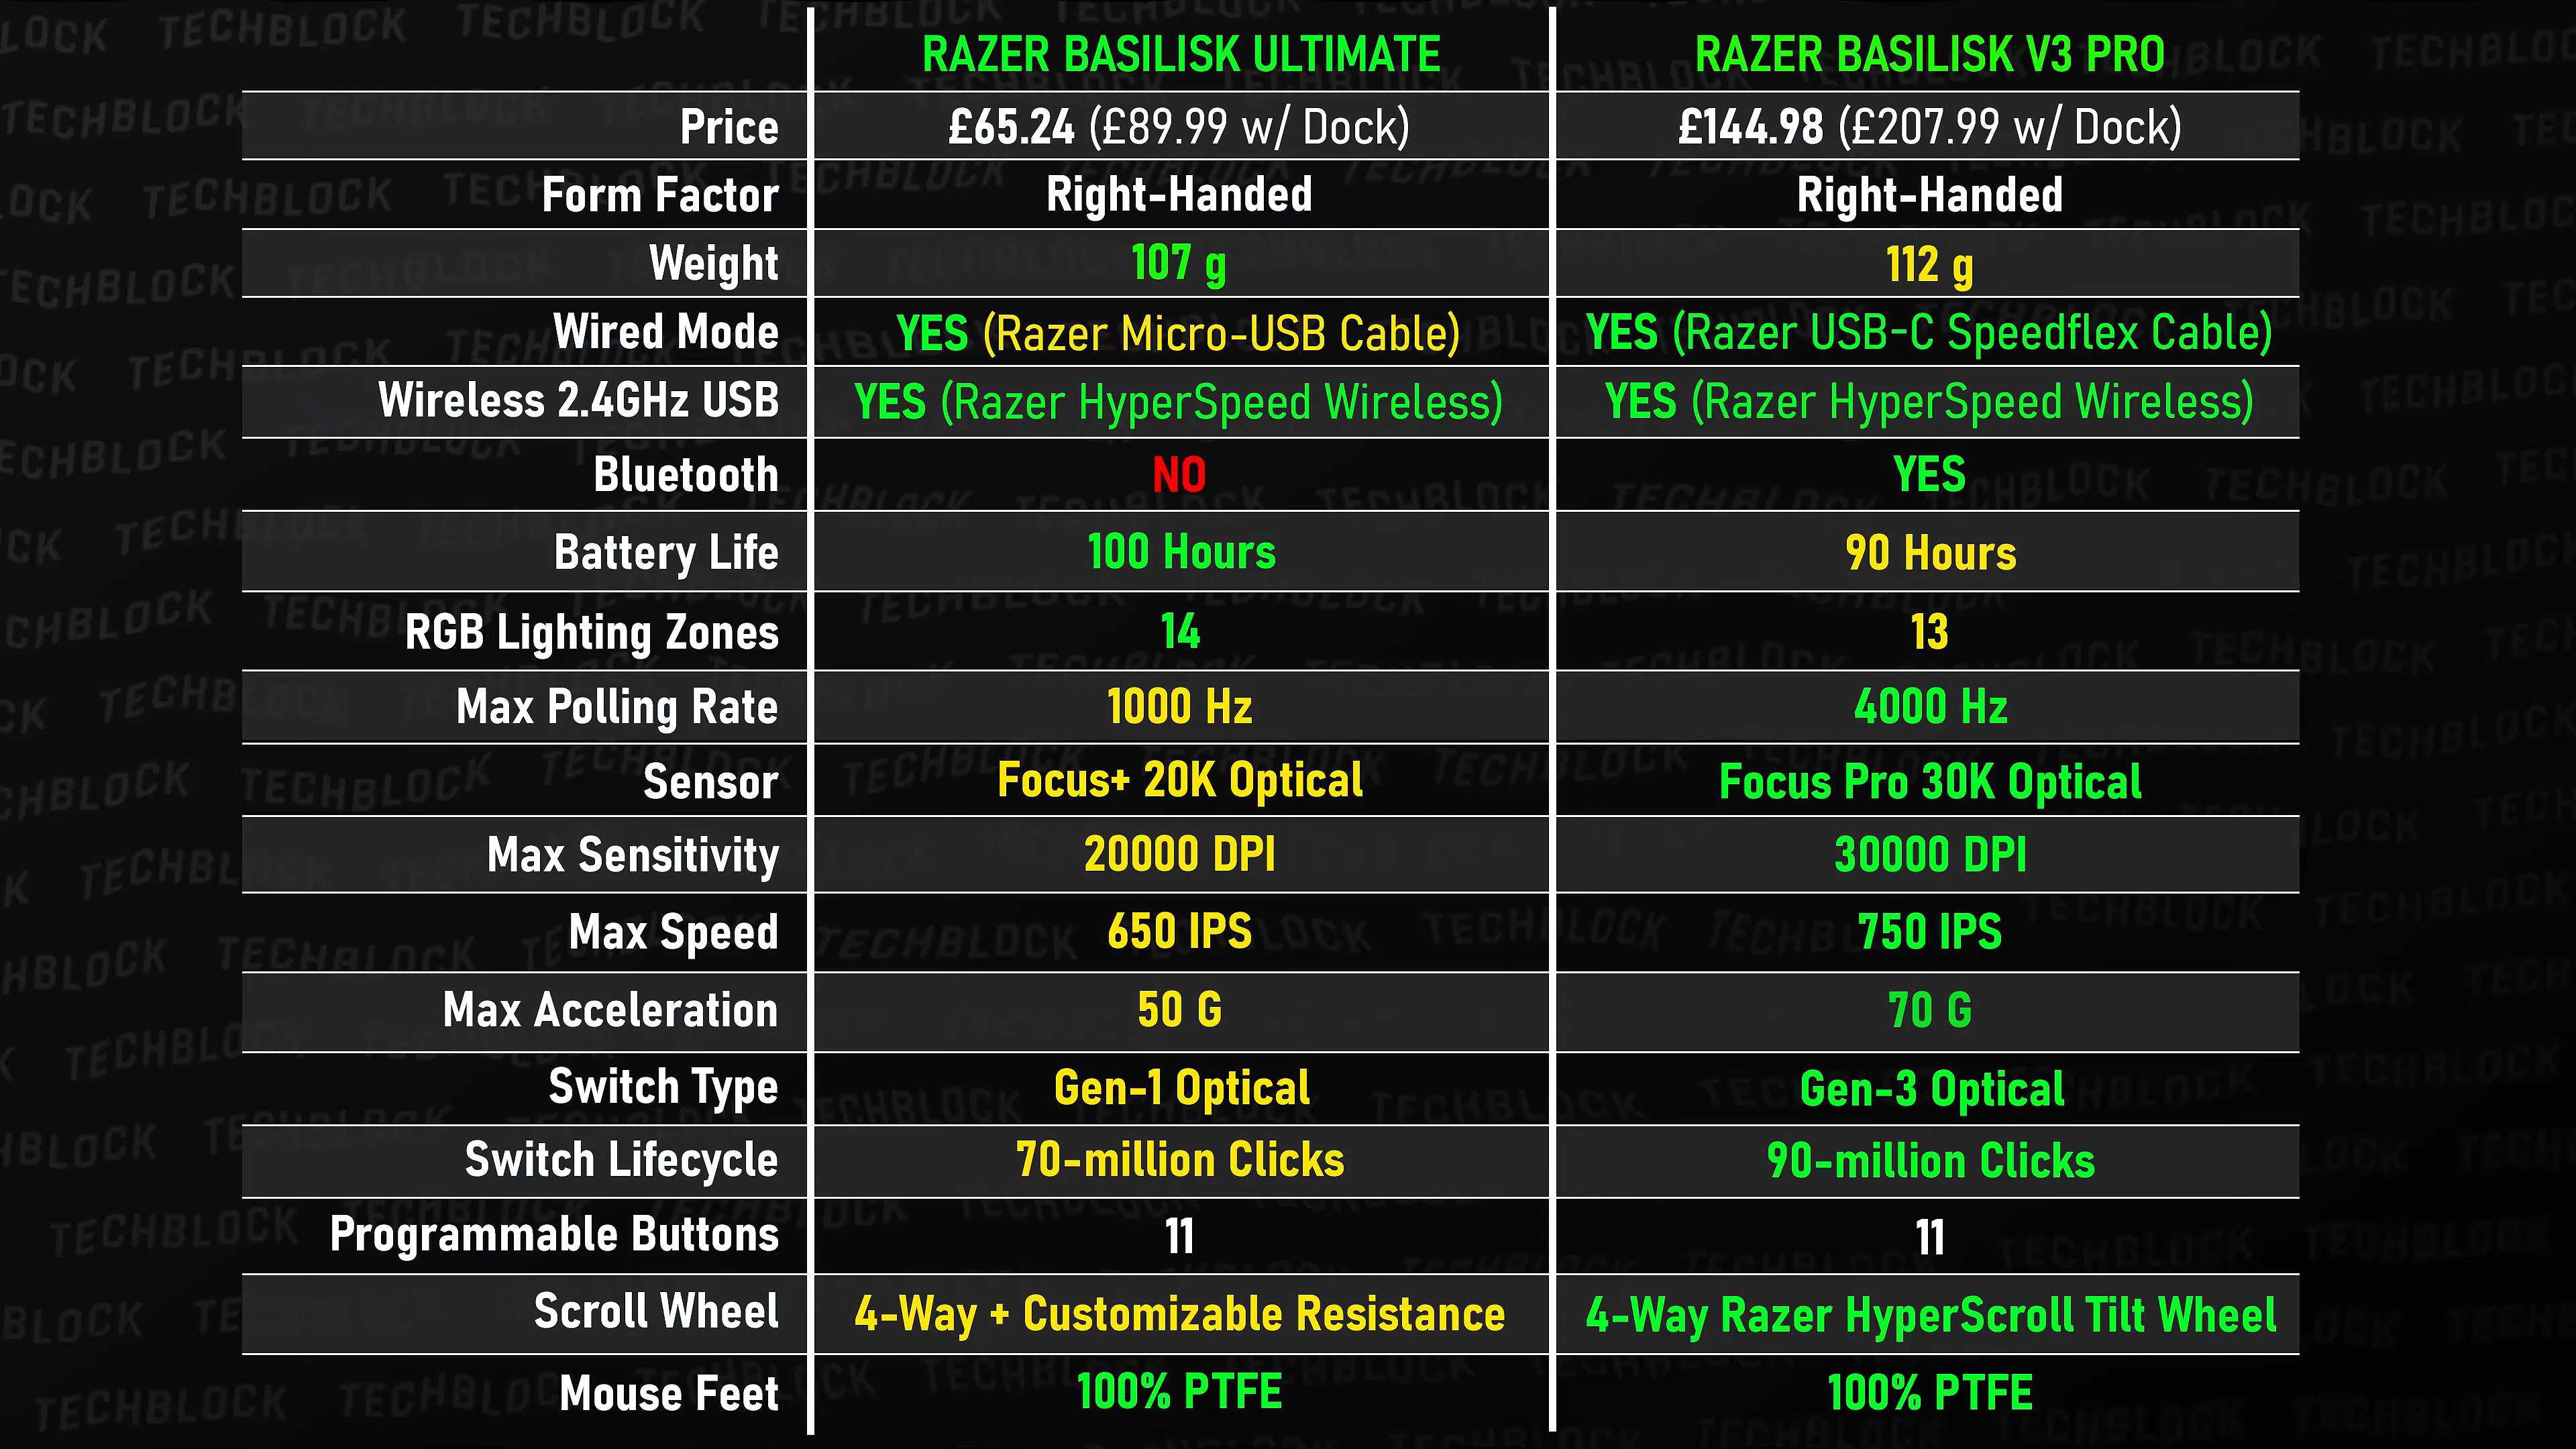 RAZER BASILISK ULTIMATE RAZER BASILISK V3 PRO
Price £65.24 (£89.99 w/ Dock) £144.98 (£207.99 w/ Dock)
Form Factor Right-Handed Right-Handed
Weight 107 g 112 g
Wired Mode YES (Razer Micro-USB Cable) YES (Razer USB-C Speedflex Cable)
Wireless 2.4GHz USB YES (Razer HyperSpeed Wireless) YES (Razer HyperSpeed Wireless)
Bluetooth NO YES
Battery Life 100 Hours 90 Hours
RGB Lighting Zones 14 13
Max Polling Rate 1000 Hz 4000 Hz
Sensor Focus+ 20K Optical Focus Pro 30K Optical
Max Sensitivity 20000 DPI 30000 DPI
Max Speed 650 IPS 750 IPS
Max Acceleration 50 G 70 G
Switch Type Gen-1 Optical Gen-3 Optical
Switch Lifecycle 70-million Clicks 90-million Clicks
Programmable Buttons 11 11
Scroll Wheel 4-Way + Customizable Resistance 4-Way Razer HyperScroll Tilt Wheel
Mouse Feet 100% PTFE 100% PTFE